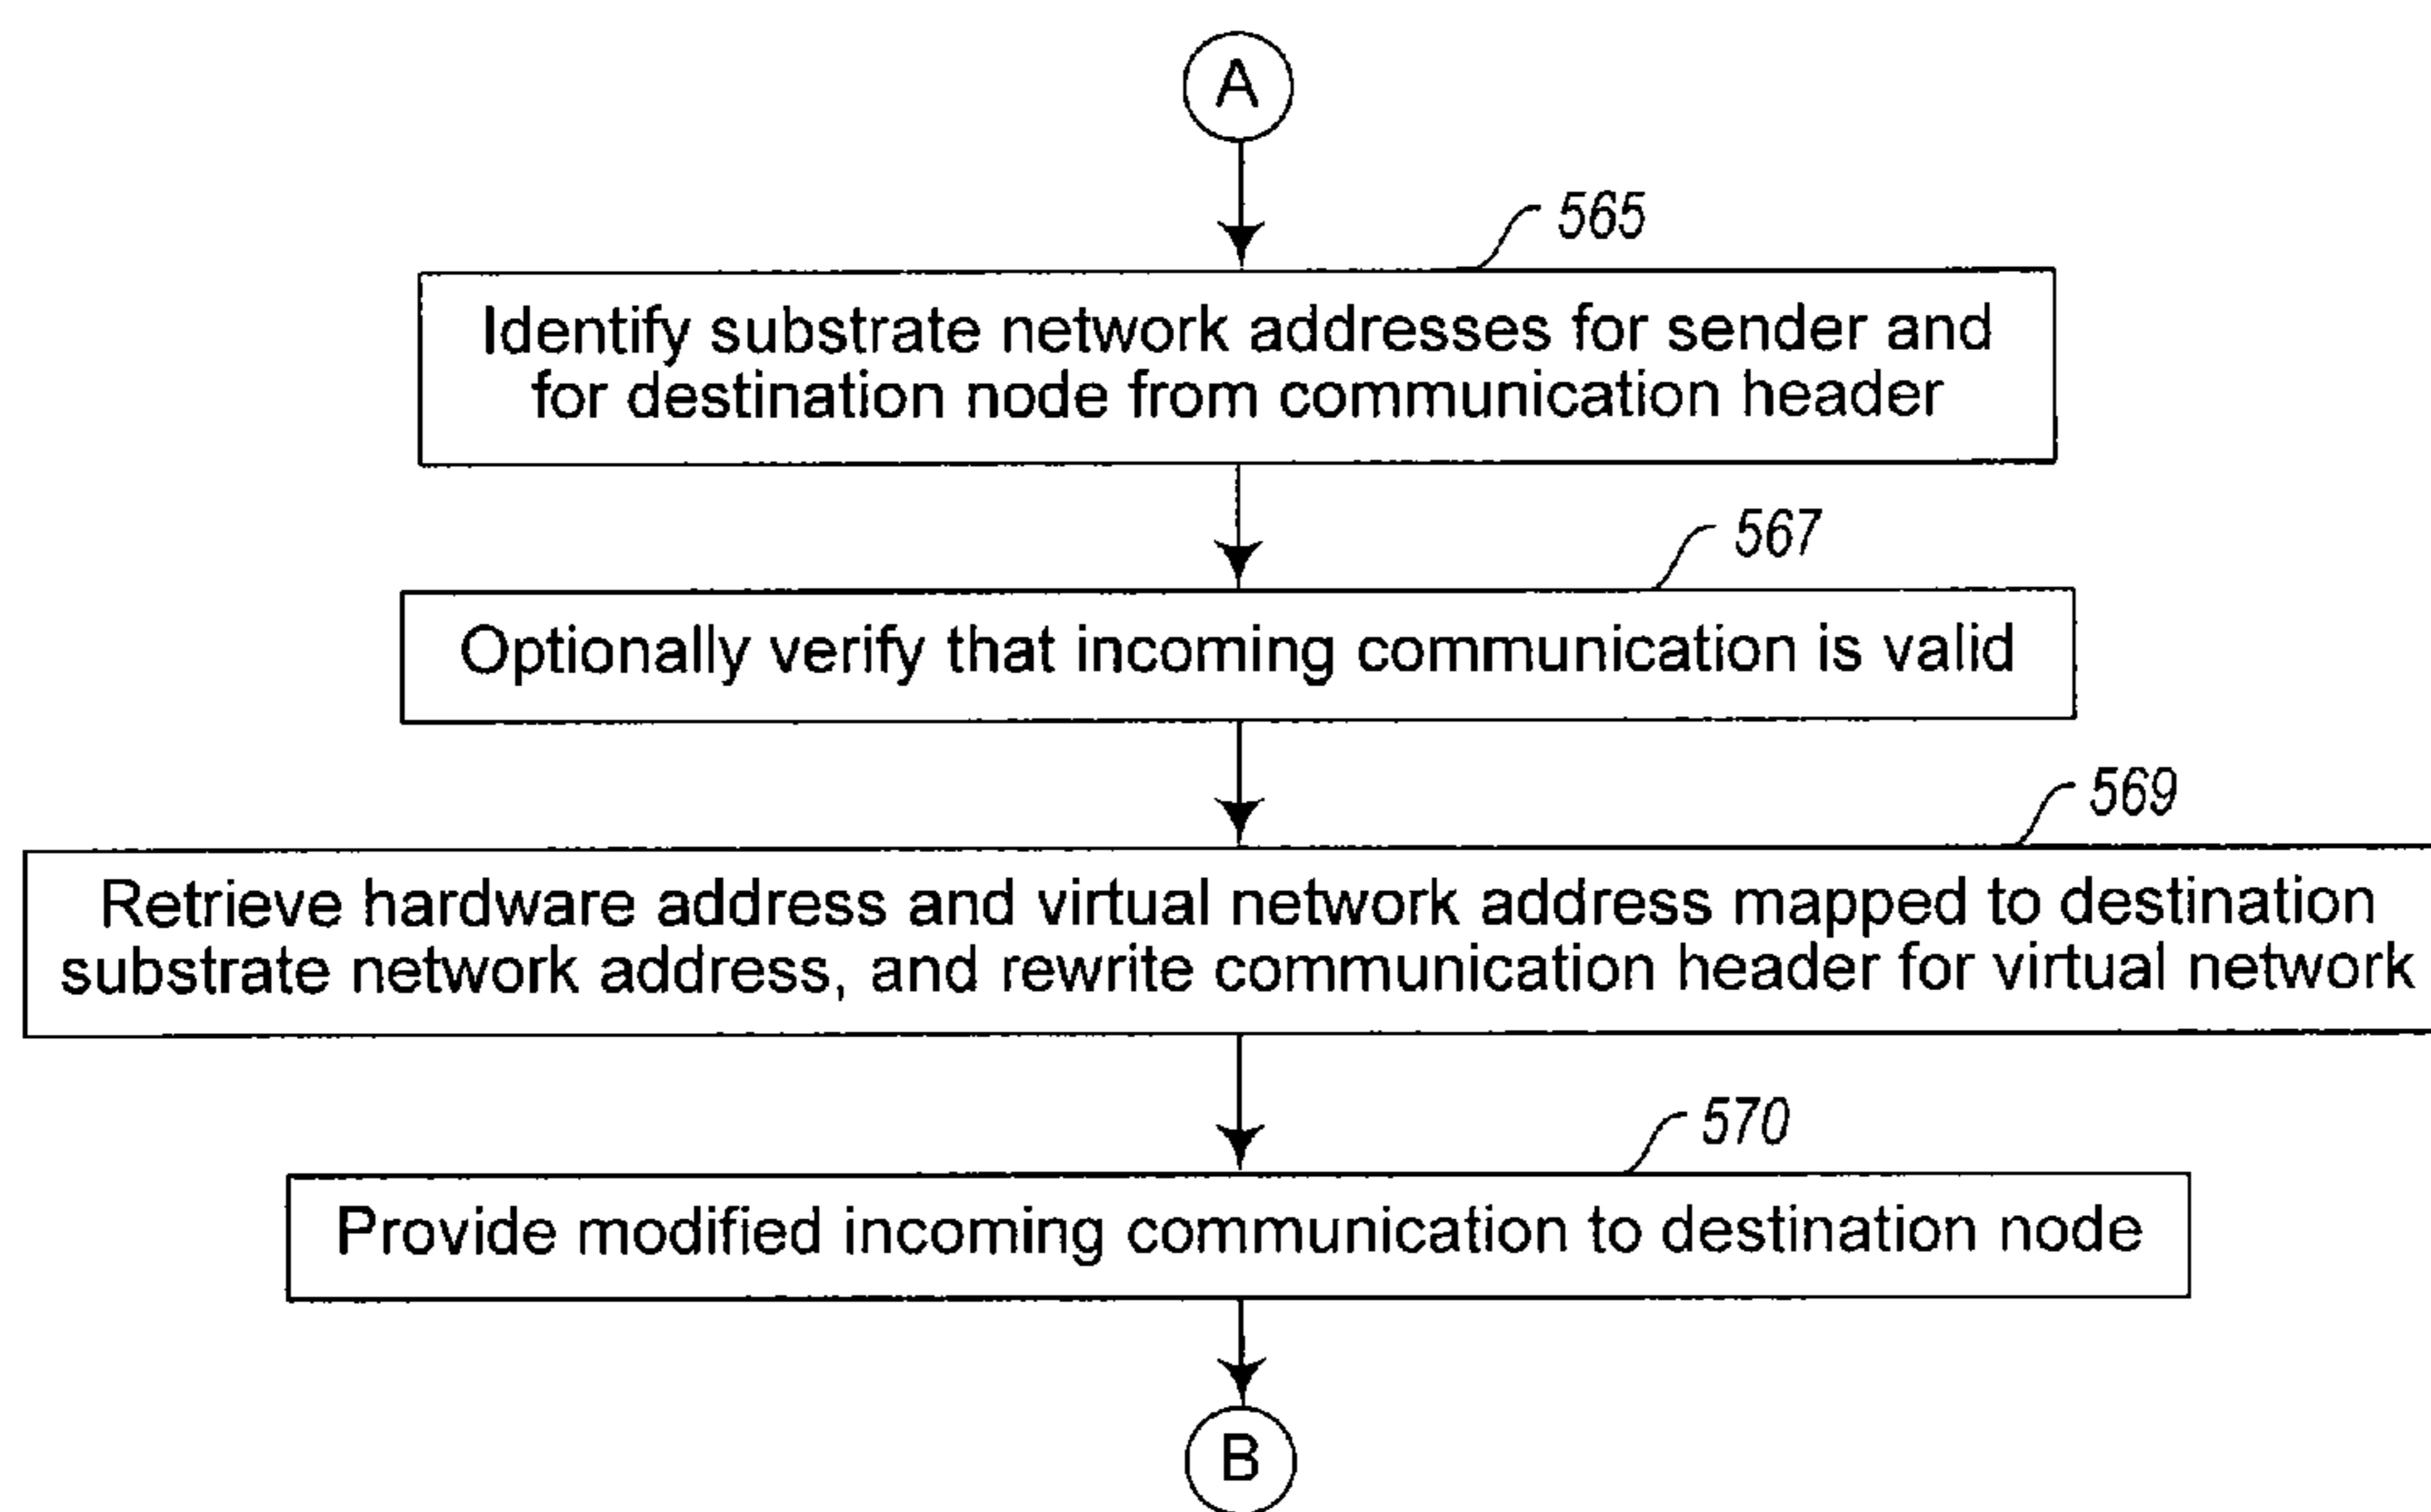 A
565
Identify substrate network addresses for sender and
for destination node from communication header
567
Optionally verify that incoming communication is valid
569
Retrieve hardware address and virtual network address mapped to destination
substrate network address, and rewrite communication header for virtual network
570
Provide modified incoming communication to destination node
B